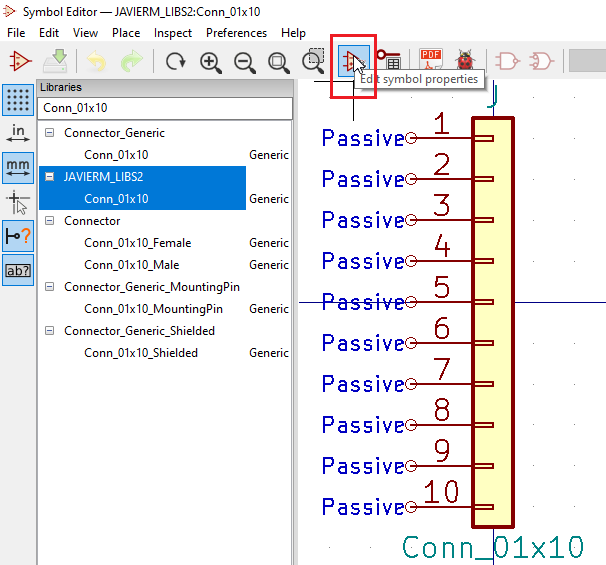 Symbol Editor — JAVIERM_LIBS2:Conn_01x10
File Edit View Place Inspect Preferences Help
PDF
Edit symbol properties
Libraries
Conn_01x10
in
mm
?
ab?
Connector_Generic
Conn_01x10 Generic
JAVIERM_LIBS2
Conn_01x10 Generic
Connector
Conn_01x10_Female Generic
Conn_01x10_Male Generic
Connector_Generic_MountingPin
Conn_01x10_MountingPin Generic
Connector_Generic_Shielded
Conn_01x10_Shielded Generic
J
Passive 1
Passive 2
Passive 3
Passive 4
Passive 5
Passive 6
Passive 7
Passive 8
Passive 9
Passive 10
Conn_01x10